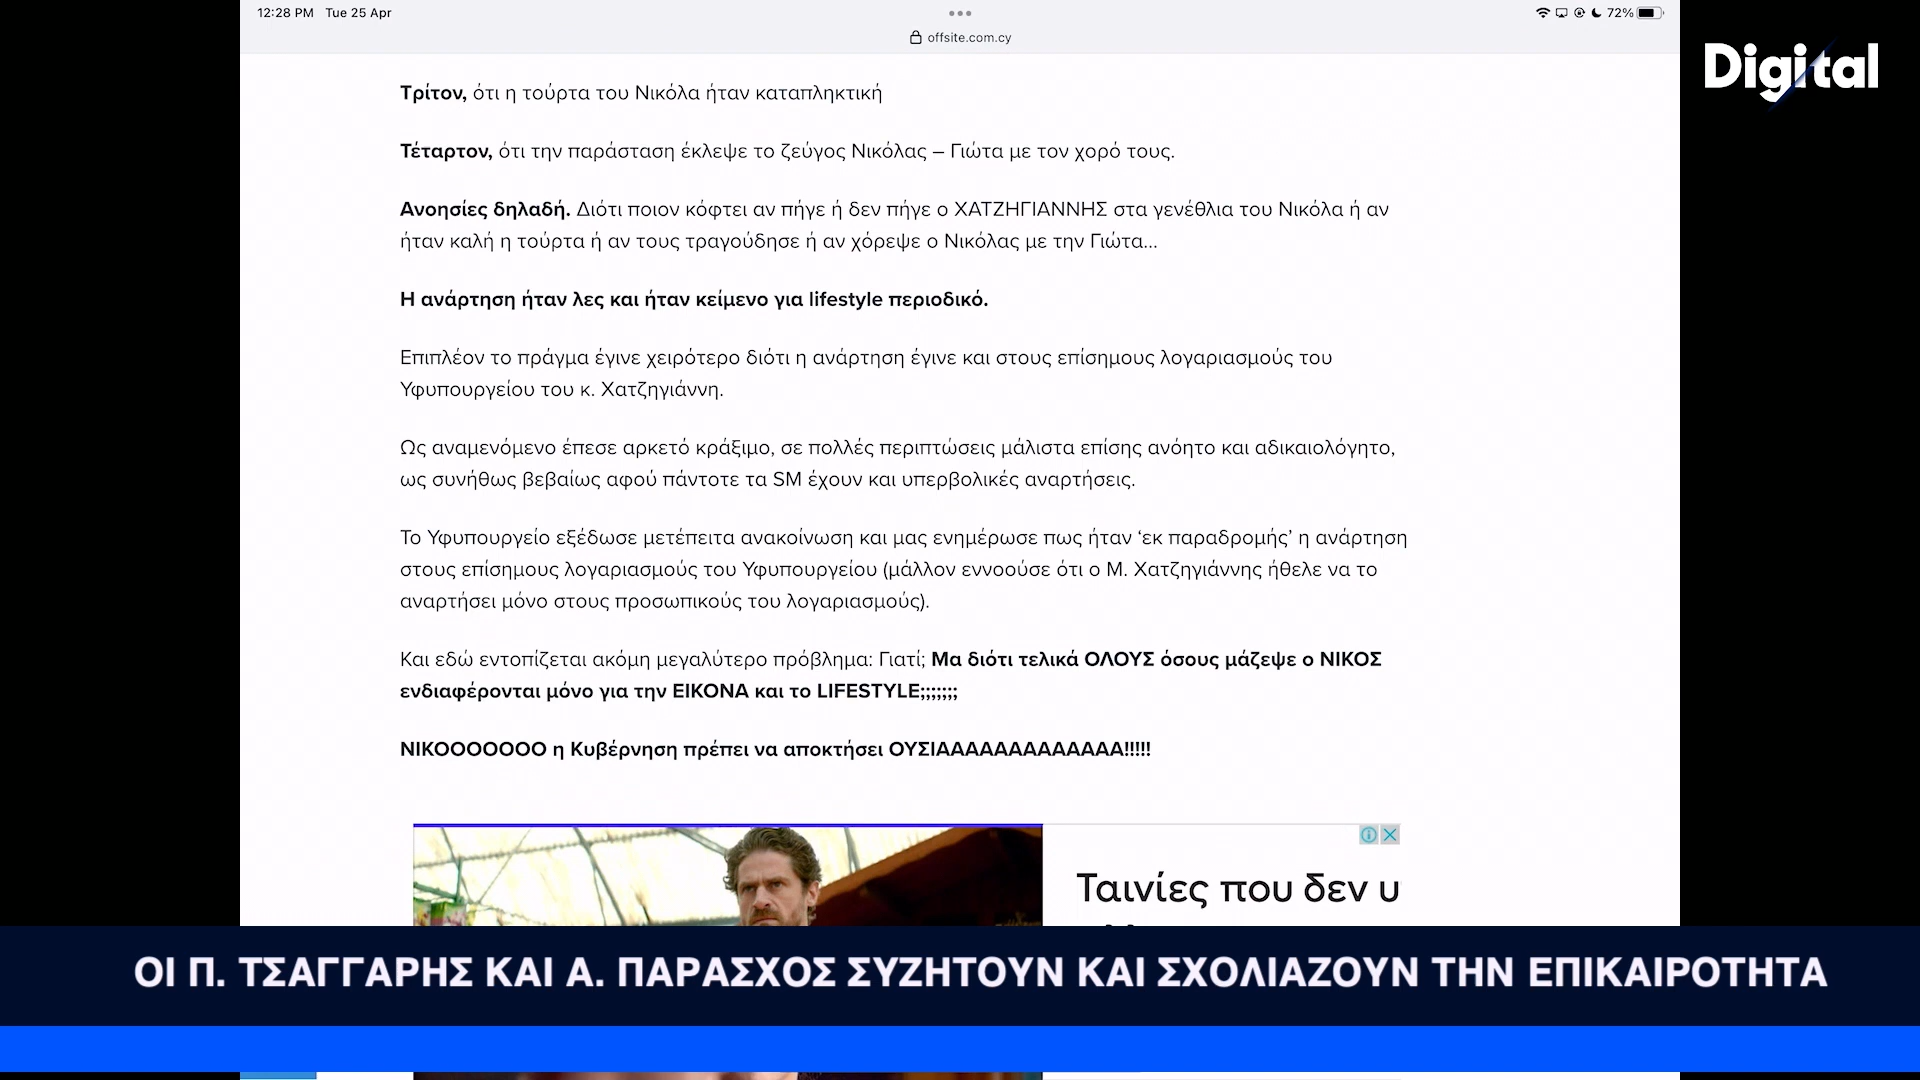 12:28 PM Tue 25 Apr
72%
offsite.com.cy
Digital
Τρίτον, ότι η τούρτα του Νικόλα ήταν καταπληκτική
Τέταρτον, ότι την παράσταση έκλεψε το ζεύγος Νικόλας – Γιώτα με τον χορό τους.
Ανοησίες δηλαδή. Διότι ποιον κόφτει αν πήγε ή δεν πήγε ο ΧΑΤΖΗΓΙΑΝΝΗΣ στα γενέθλια του Νικόλα ή αν
ήταν καλή η τούρτα ή αν τους τραγούδησε ή αν χόρεψε ο Νικόλας με την Γιώτα…
Η ανάρτηση ήταν λες και ήταν κείμενο για lifestyle περιοδικό.
Επιπλέον το πράγμα έγινε χειρότερο διότι η ανάρτηση έγινε και στους επίσημους λογαριασμούς του
Υφυπουργείου του κ. Χατζηγιάννη.
Ως αναμενόμενο έπεσε αρκετό κράξιμο, σε πολλές περιπτώσεις μάλιστα επίσης ανόητο και αδικαιολόγητο,
ως συνήθως βεβαίως αφού πάντοτε τα SM έχουν και υπερβολικές αναρτήσεις.
Το Υφυπουργείο εξέδωσε μετέπειτα ανακοίνωση και μας ενημέρωσε πως ήταν ‘εκ παραδρομής’ η ανάρτηση
στους επίσημους λογαριασμούς του Υφυπουργείου (μάλλον εννοούσε ότι ο Μ. Χατζηγιάννης ήθελε να το
αναρτήσει μόνο στους προσωπικούς του λογαριασμούς).
Και εδώ εντοπίζεται ακόμη μεγαλύτερο πρόβλημα: Γιατί; Μα διότι τελικά ΟΛΟΥΣ όσους μάζεψε ο ΝΙΚΟΣ
ενδιαφέρονται μόνο για την ΕΙΚΟΝΑ και το LIFESTYLE;;;;;;;
ΝΙΚΟΟΟΟΟΟΟ η Κυβέρνηση πρέπει να αποκτήσει ΟΥΣΙΑΑΑΑΑΑΑΑΑΑΑΑΑ!!!!!
Ταινίες που δεν υ
ΟΙ Π. ΤΣΑΓΓΑΡΗΣ ΚΑΙ Α. ΠΑΡΑΣΧΟΣ ΣΥΖΗΤΟΥΝ ΚΑΙ ΣΧΟΛΙΑΖΟΥΝ ΤΗΝ ΕΠΙΚΑΙΡΟΤΗΤΑ